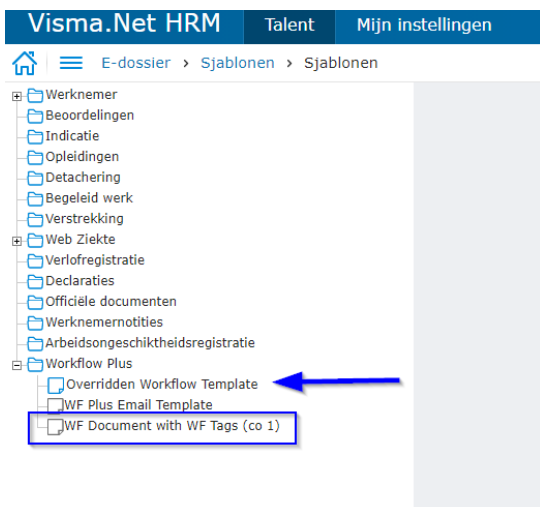 Visma.Net HRM Talent Mijn instellingen
E-dossier > Sjablonen > Sjablonen
Werknemer
Beoordelingen
Indicatie
Opleidingen
Detachering
Begeleid werk
Verstrekking
Web Ziekte
Verlofregistratie
Declaraties
Officiële documenten
Werknemernotities
Arbeidsongeschiktheidsregistratie
Workflow Plus
Overridden Workflow Template
WF Plus Email Template
WF Document with WF Tags (co 1)